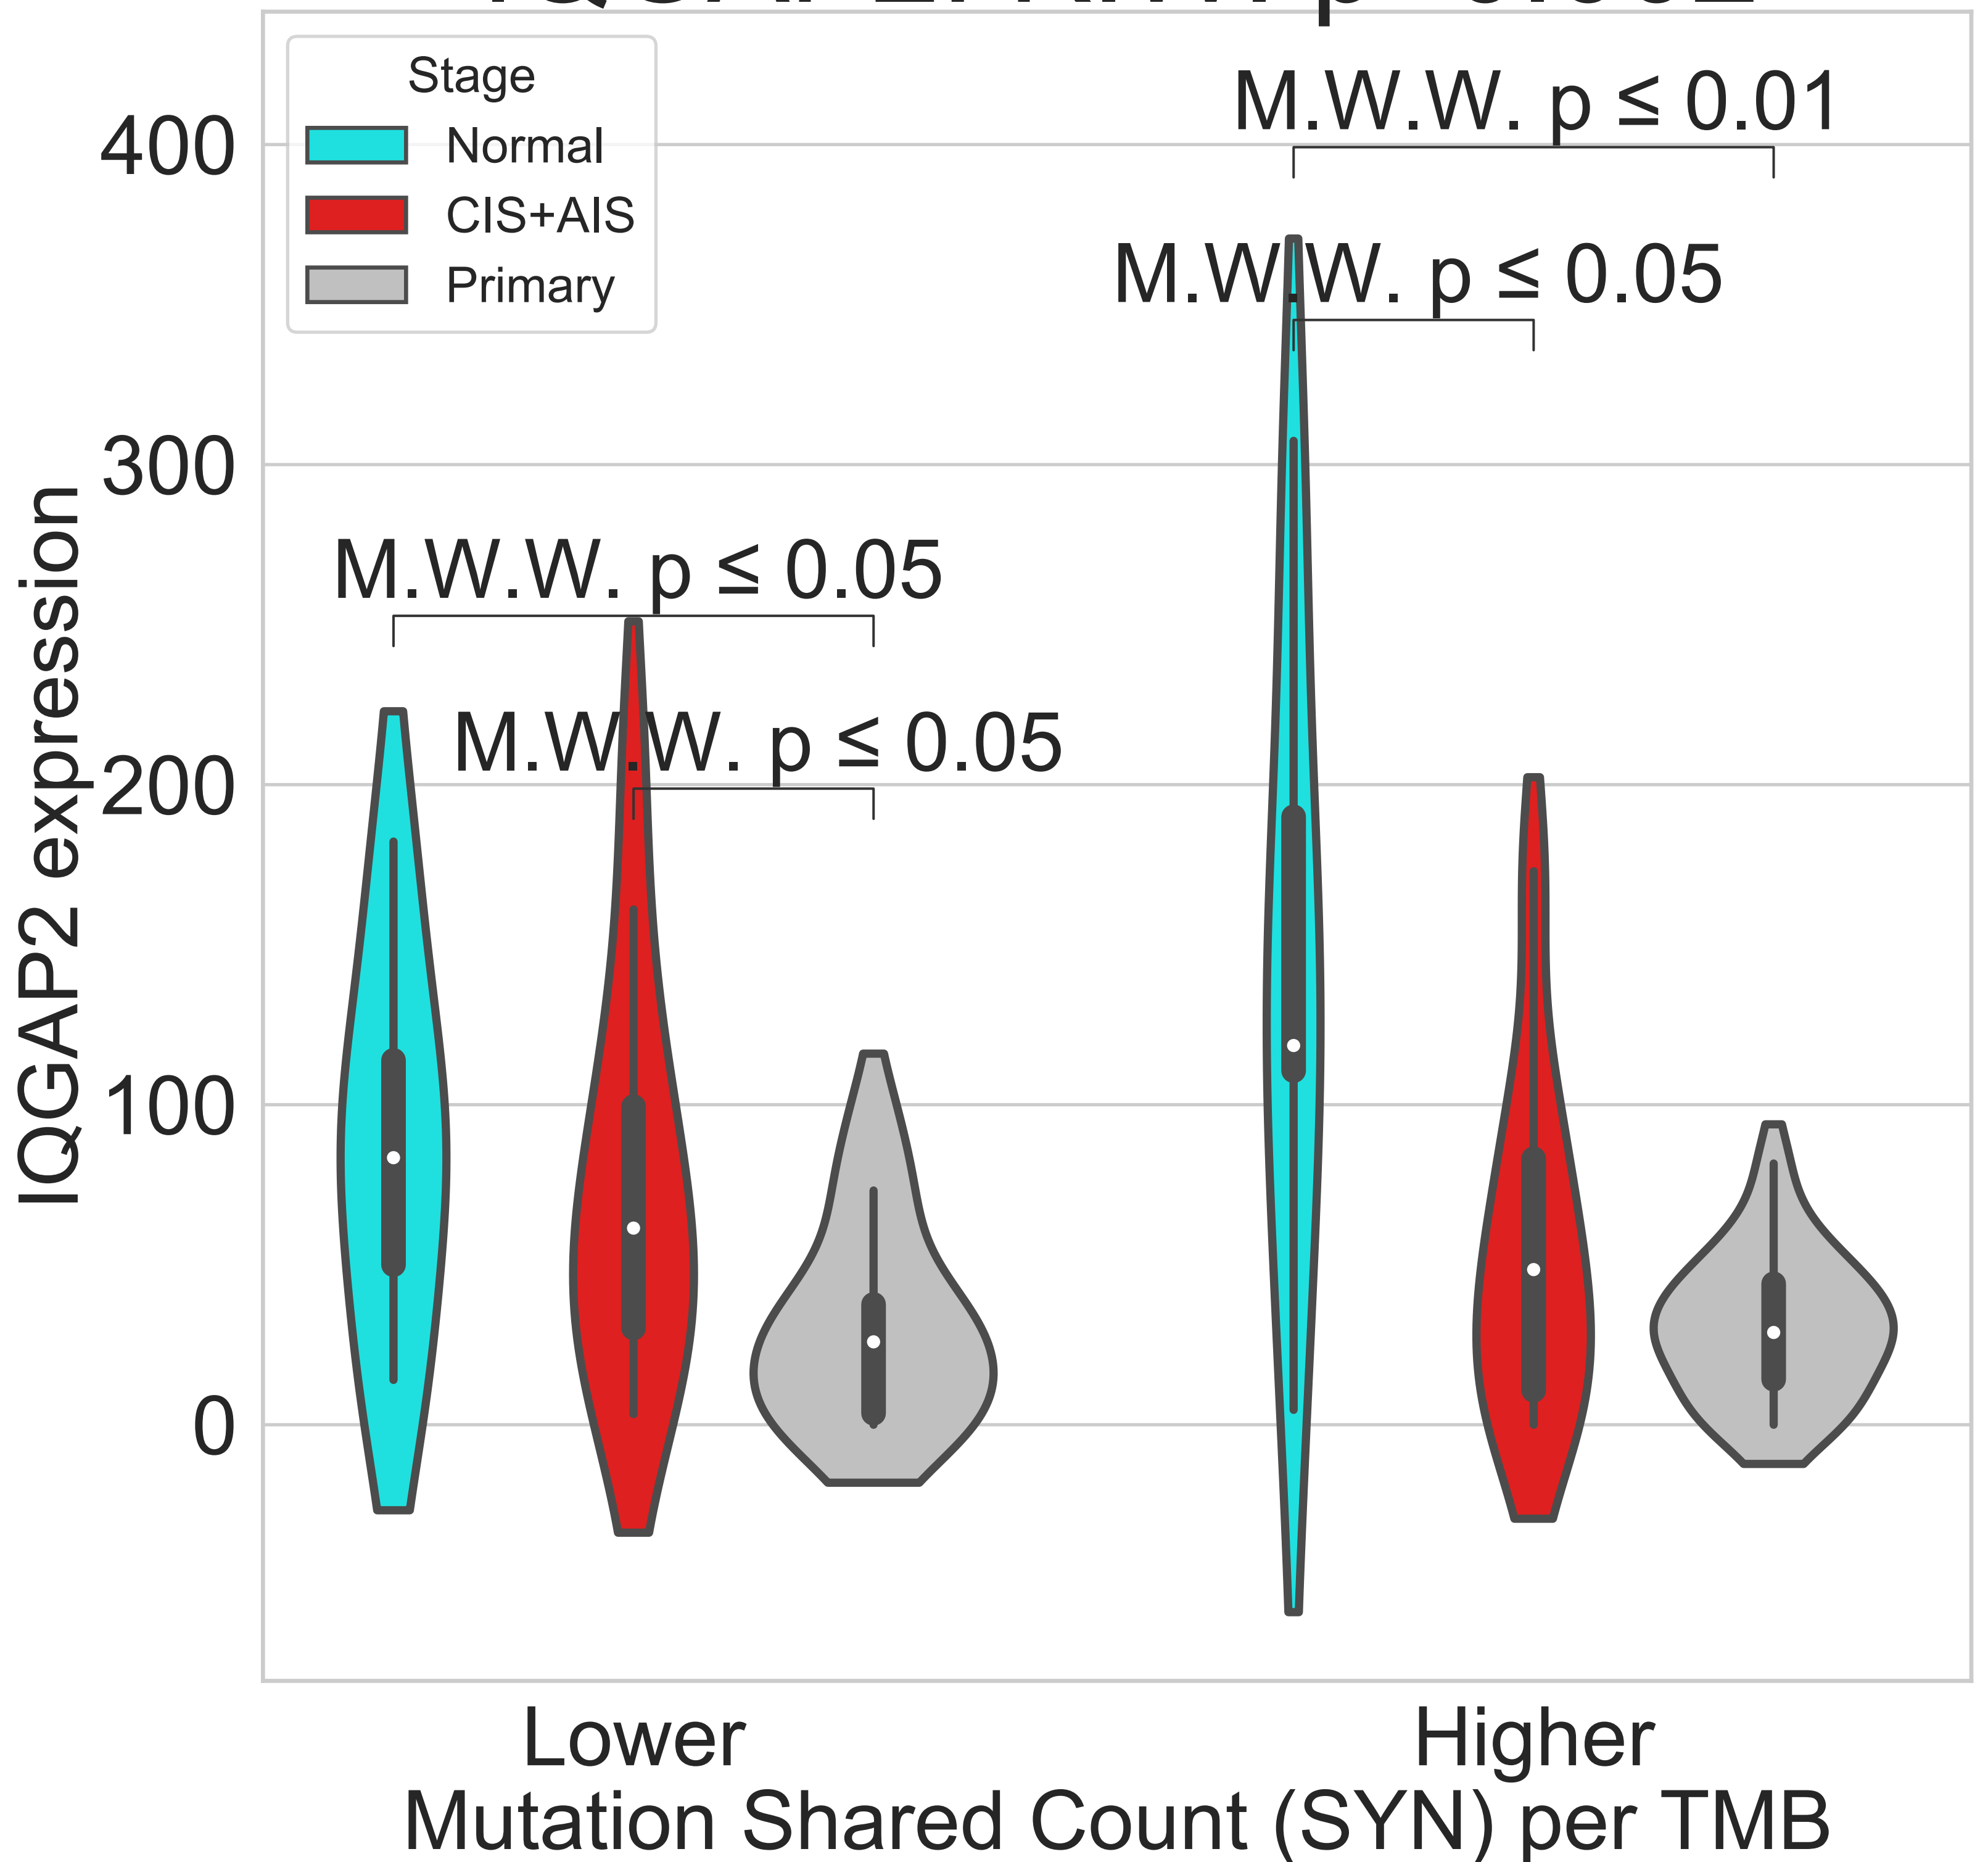 Stage
Normal
CIS+AIS
Primary
M.W.W. p ≤ 0.01
M.W.W. p ≤ 0.05
M.W.W. p ≤ 0.05
M.W.W. p ≤ 0.05
400
300
200
100
0
IQGAP2 expression
Lower
Higher
Mutation Shared Count (SYN) per TMB